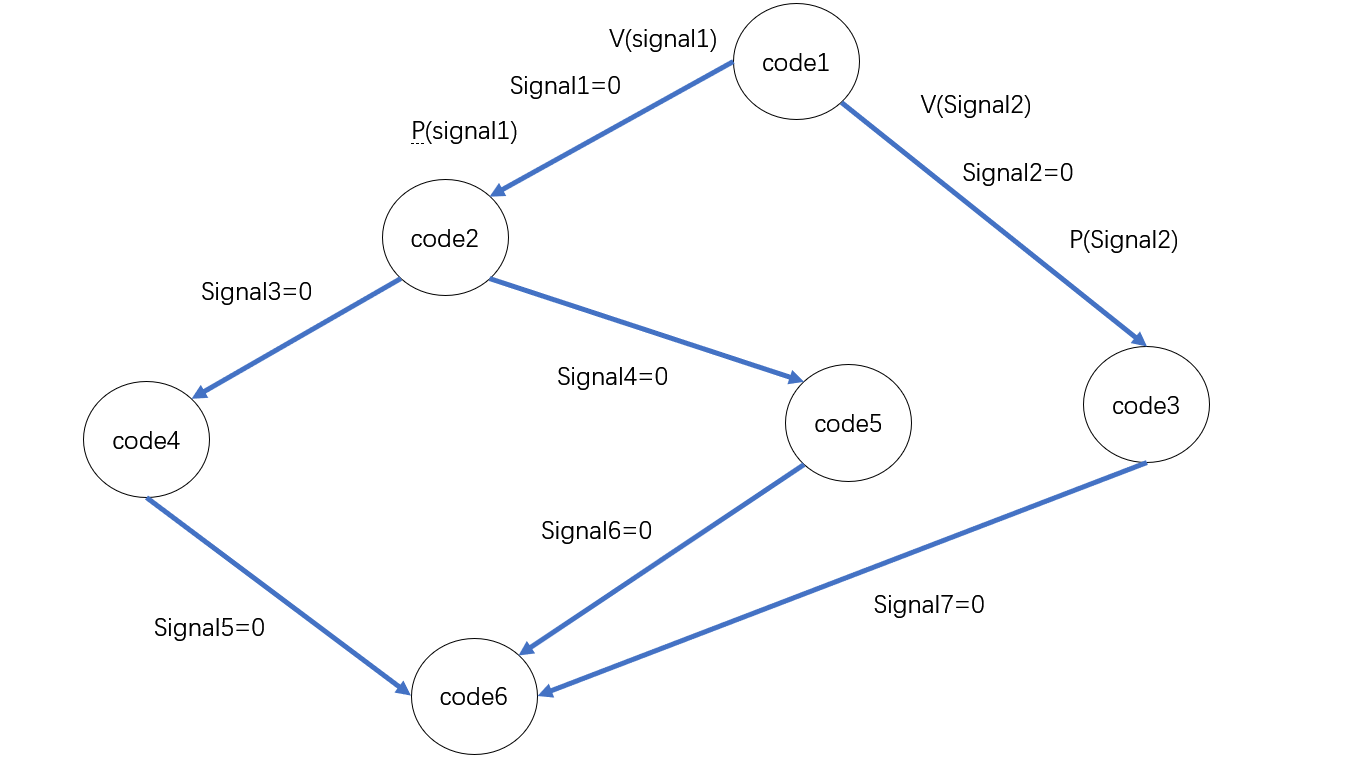 V(signal1)
code1
Signal1=0
V(Signal2)
P(signal1)
Signal2=0
code2
P(Signal2)
Signal3=0
Signal4=0
code3
code5
code4
Signal6=0
Signal7=0
Signal5=0
code6